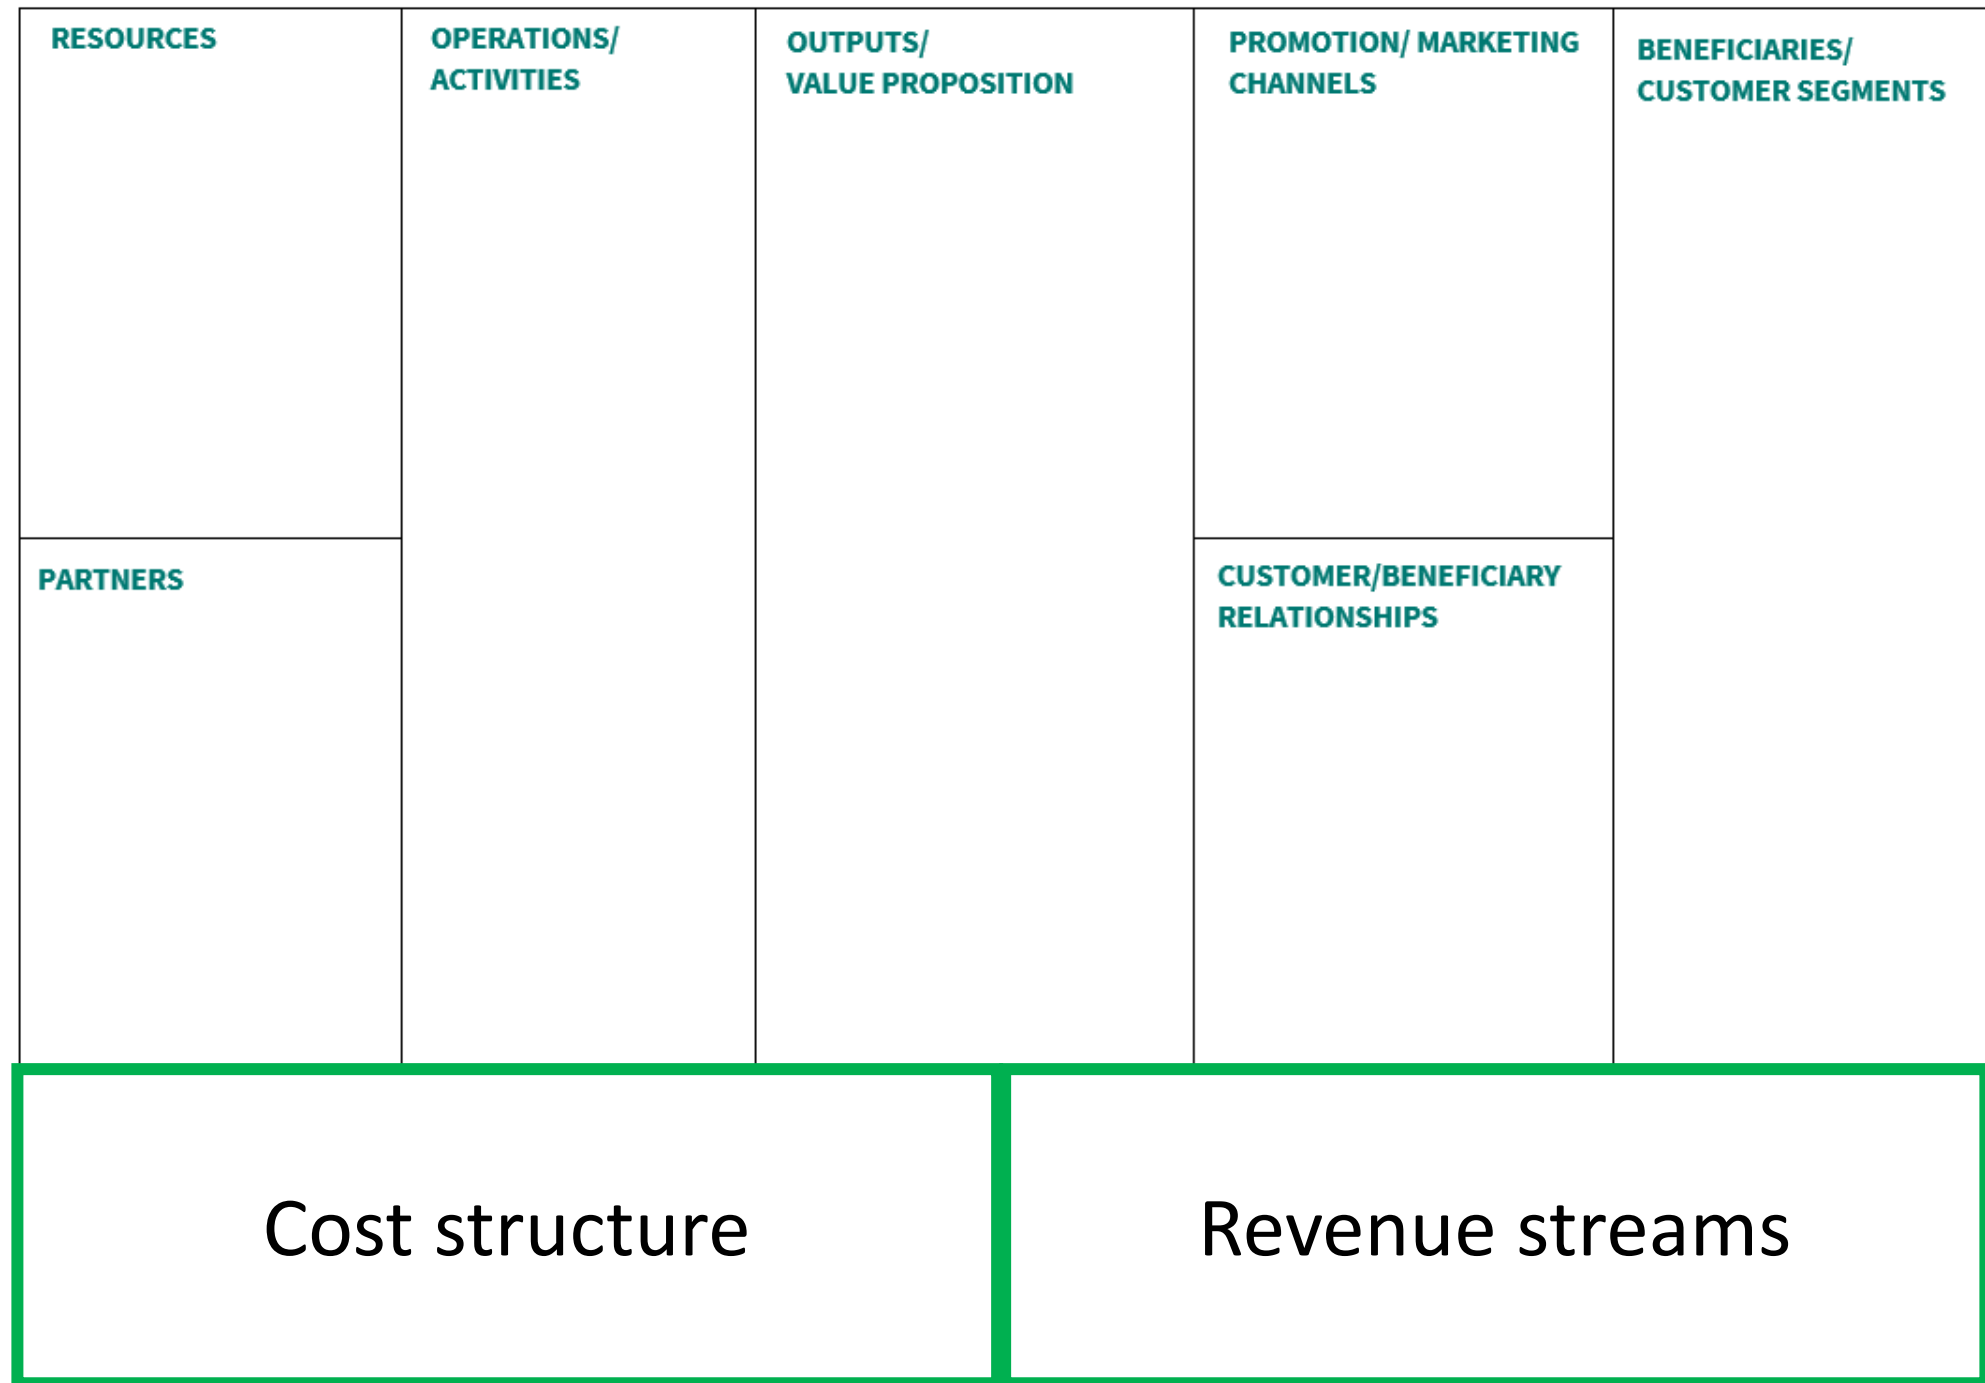 RESOURCES
OPERATIONS/
ACTIVITIES
OUTPUTS/
VALUE PROPOSITION
PROMOTION/ MARKETING
CHANNELS
BENEFICIARIES/
CUSTOMER SEGMENTS
PARTNERS
CUSTOMER/BENEFICIARY
RELATIONSHIPS
Cost structure
Revenue streams